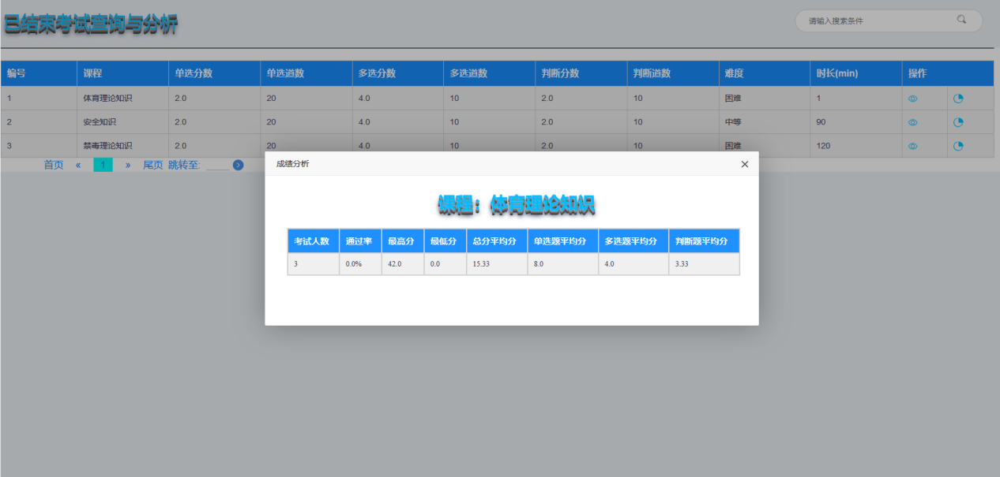 已结束考试查询与分析
请输入搜素条件
编号 课程 单选分数 单选道数 多选分数 多选道数 判断分数 判断道数 难度 时长(min) 操作
1 体育理论知识 2.0 20 4.0 10 2.0 10 困难 1
2 安全知识 2.0 20 4.0 10 2.0 10 中等 90
3 禁毒理论知识 2.0 20 4.0 10 2.0 10 困难 120
首页 « 1 » 尾页 跳转至:
成绩分析
课程：体育理论知识
考试人数 通过率 最高分 最低分 总分平均分 单选题平均分 多选题平均分 判断题平均分
3 0.0% 42.0 0.0 15.33 8.0 4.0 3.33